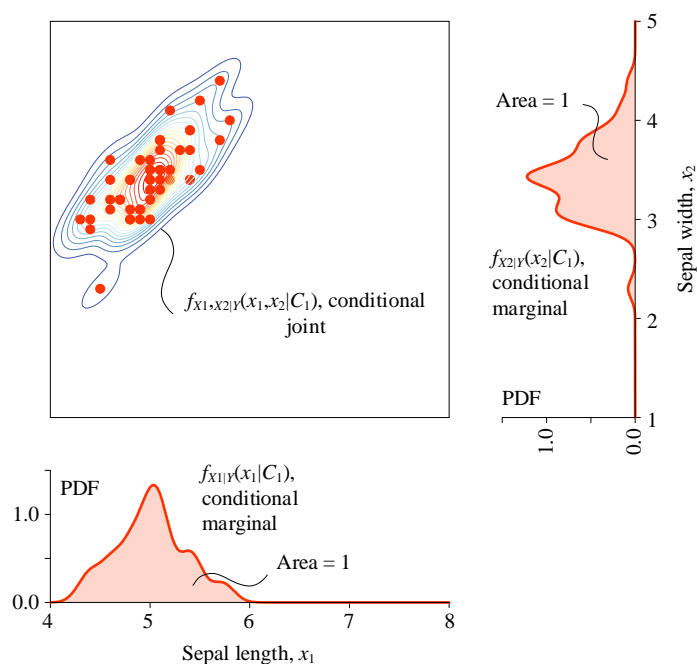 5
Area = 1
4
3
Sepal width, x₂
f_{X2|Y}(x₂|C₁),
conditional
marginal
f_{X1,X2|Y}(x₁,x₂|C₁), conditional
joint
2
PDF
1
1.0
0.0
f_{X1|Y}(x₁|C₁),
conditional
marginal
PDF
1.0
Area = 1
0.0
4
5
6
7
8
Sepal length, x₁